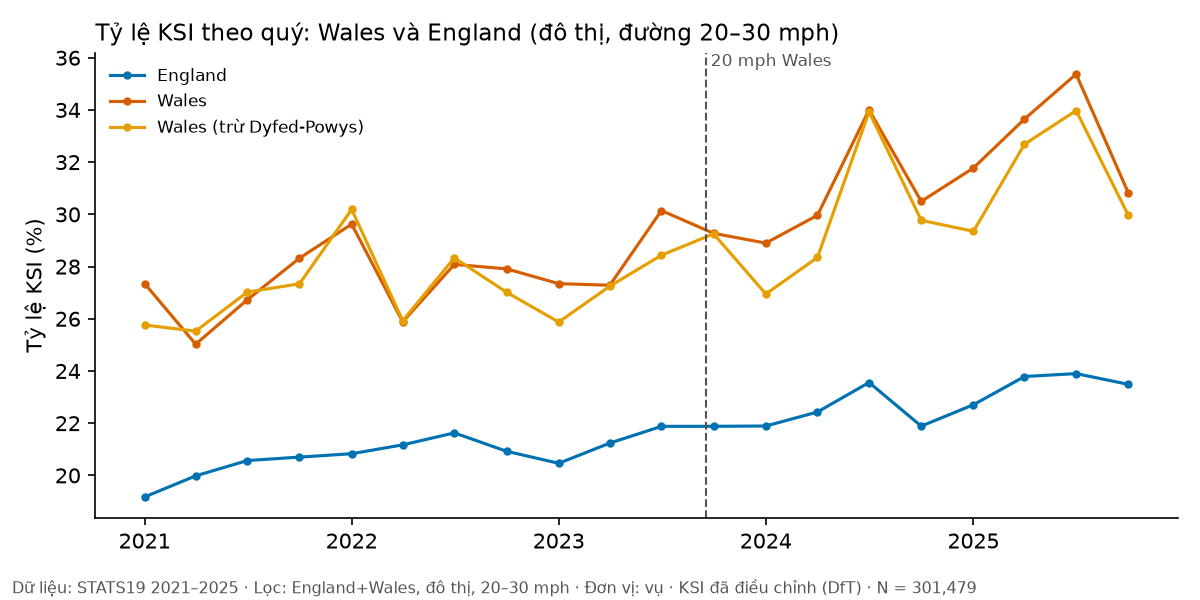 Tỷ lệ KSI theo quý: Wales và England (đô thị, đường 20–30 mph)
36
34
32
30
28
26
24
22
20
Tỷ lệ KSI (%)
England
Wales
Wales (trừ Dyfed-Powys)
20 mph Wales
2021
2022
2023
2024
2025
Dữ liệu: STATS19 2021–2025 · Lọc: England+Wales, đô thị, 20–30 mph · Đơn vị: vụ · KSI đã điều chỉnh (DfT) · N = 301,479